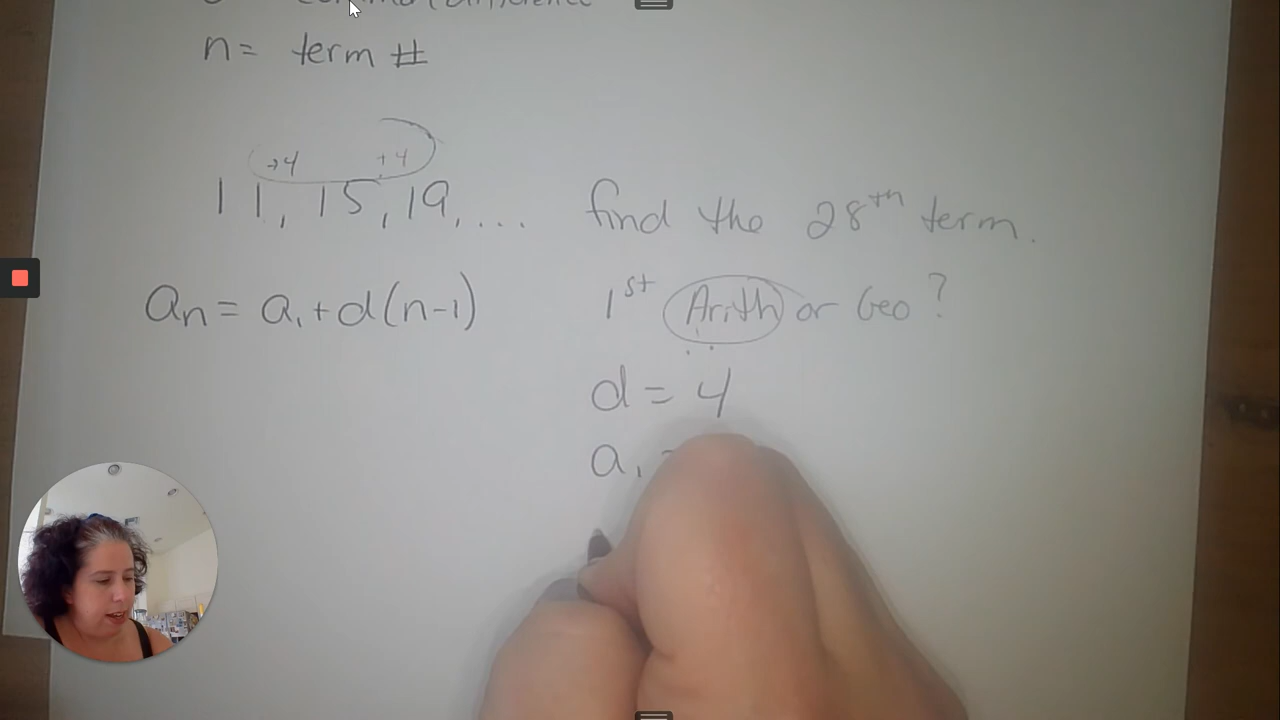 n = term #
+4 +4
11, 15, 19, .... find the 28th term.
an = a1 + d(n-1)
1st Arith or Geo?
d = 4
a1